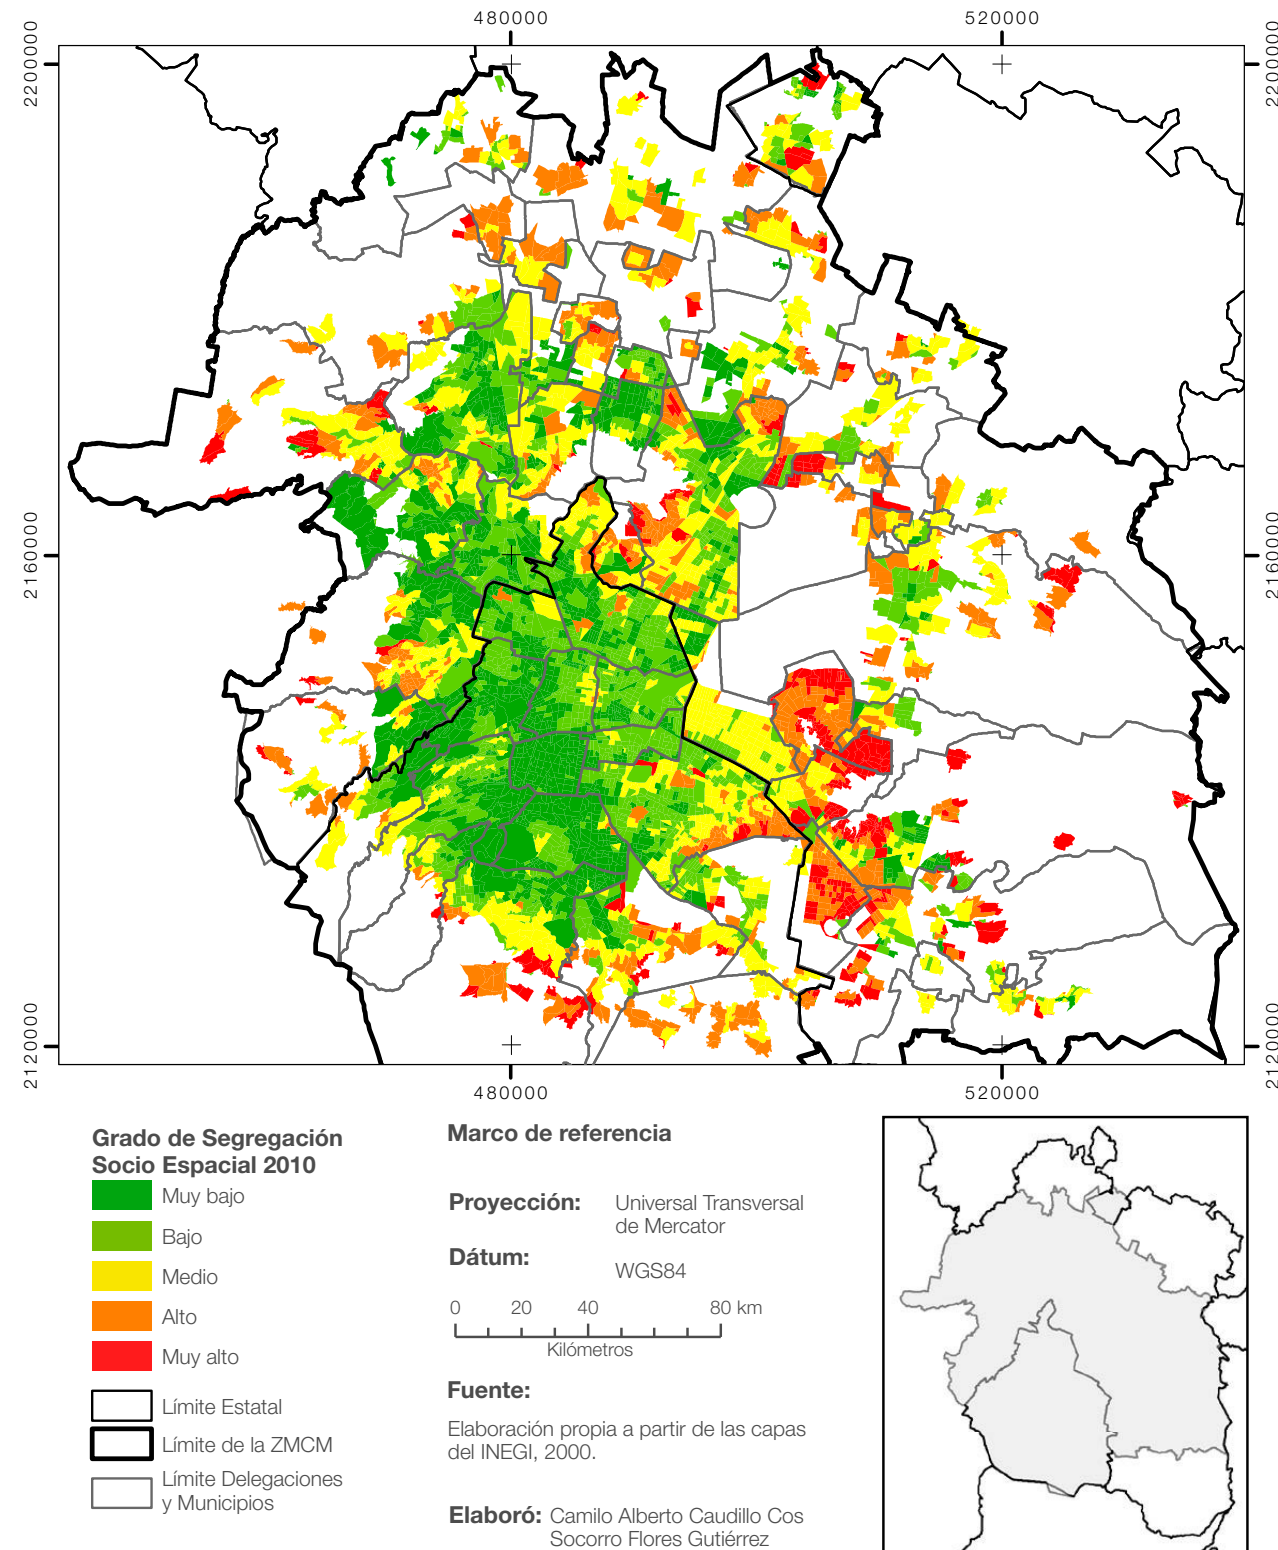 480000
520000
2200000
2200000
2160000
2160000
2120000
2120000
480000
520000
Grado de Segregación
Socio Espacial 2010
Muy bajo
Bajo
Medio
Alto
Muy alto
Límite Estatal
Límite de la ZMCM
Límite Delegaciones
y Municipios
Marco de referencia
Proyección: Universal Transversal
de Mercator
Dátum:
WGS84
0 20 40 80 km
Kilómetros
Fuente:
Elaboración propia a partir de las capas
del INEGI, 2000.
Elaboró: Camilo Alberto Caudillo Cos
Socorro Flores Gutiérrez